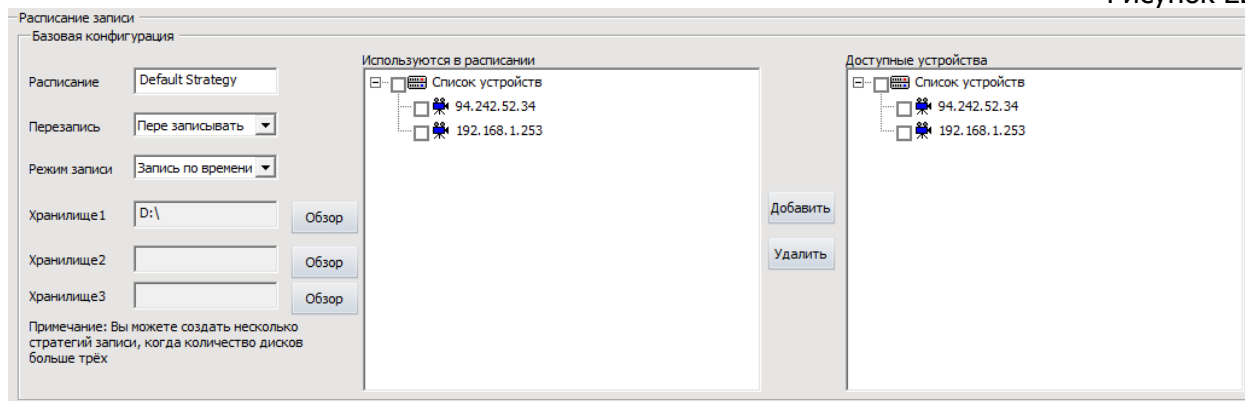 Рисунок
Расписание записи
Базовая конфигурация
Расписание
Default Strategy
Перезапись
Пере записывать
Режим записи
Запись по времени
Хранилище1
D:\
Обзор
Хранилище2
Обзор
Хранилище3
Обзор
Примечание: Вы можете создать несколько
стратегий записи, когда количество дисков
больше трёх
Используются в расписании
Список устройств
94.242.52.34
192.168.1.253
Добавить
Удалить
Доступные устройства
Список устройств
94.242.52.34
192.168.1.253